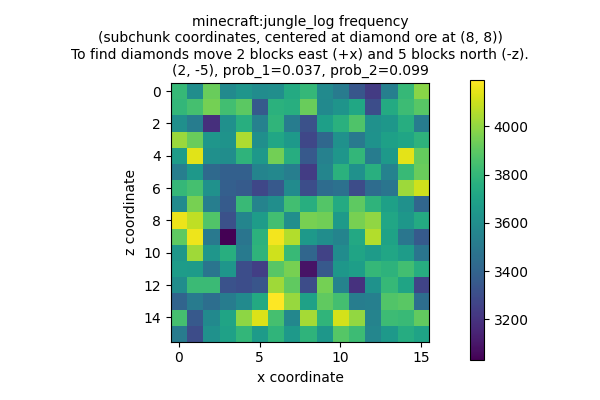 minecraft:jungle_log frequency
(subchunk coordinates, centered at diamond ore at (8, 8))
To find diamonds move 2 blocks east (+x) and 5 blocks north (-z).
(2, -5), prob_1=0.037, prob_2=0.099
0
2
4
6
8
10
12
14
z coordinate
0
5
10
15
x coordinate
4000
3800
3600
3400
3200